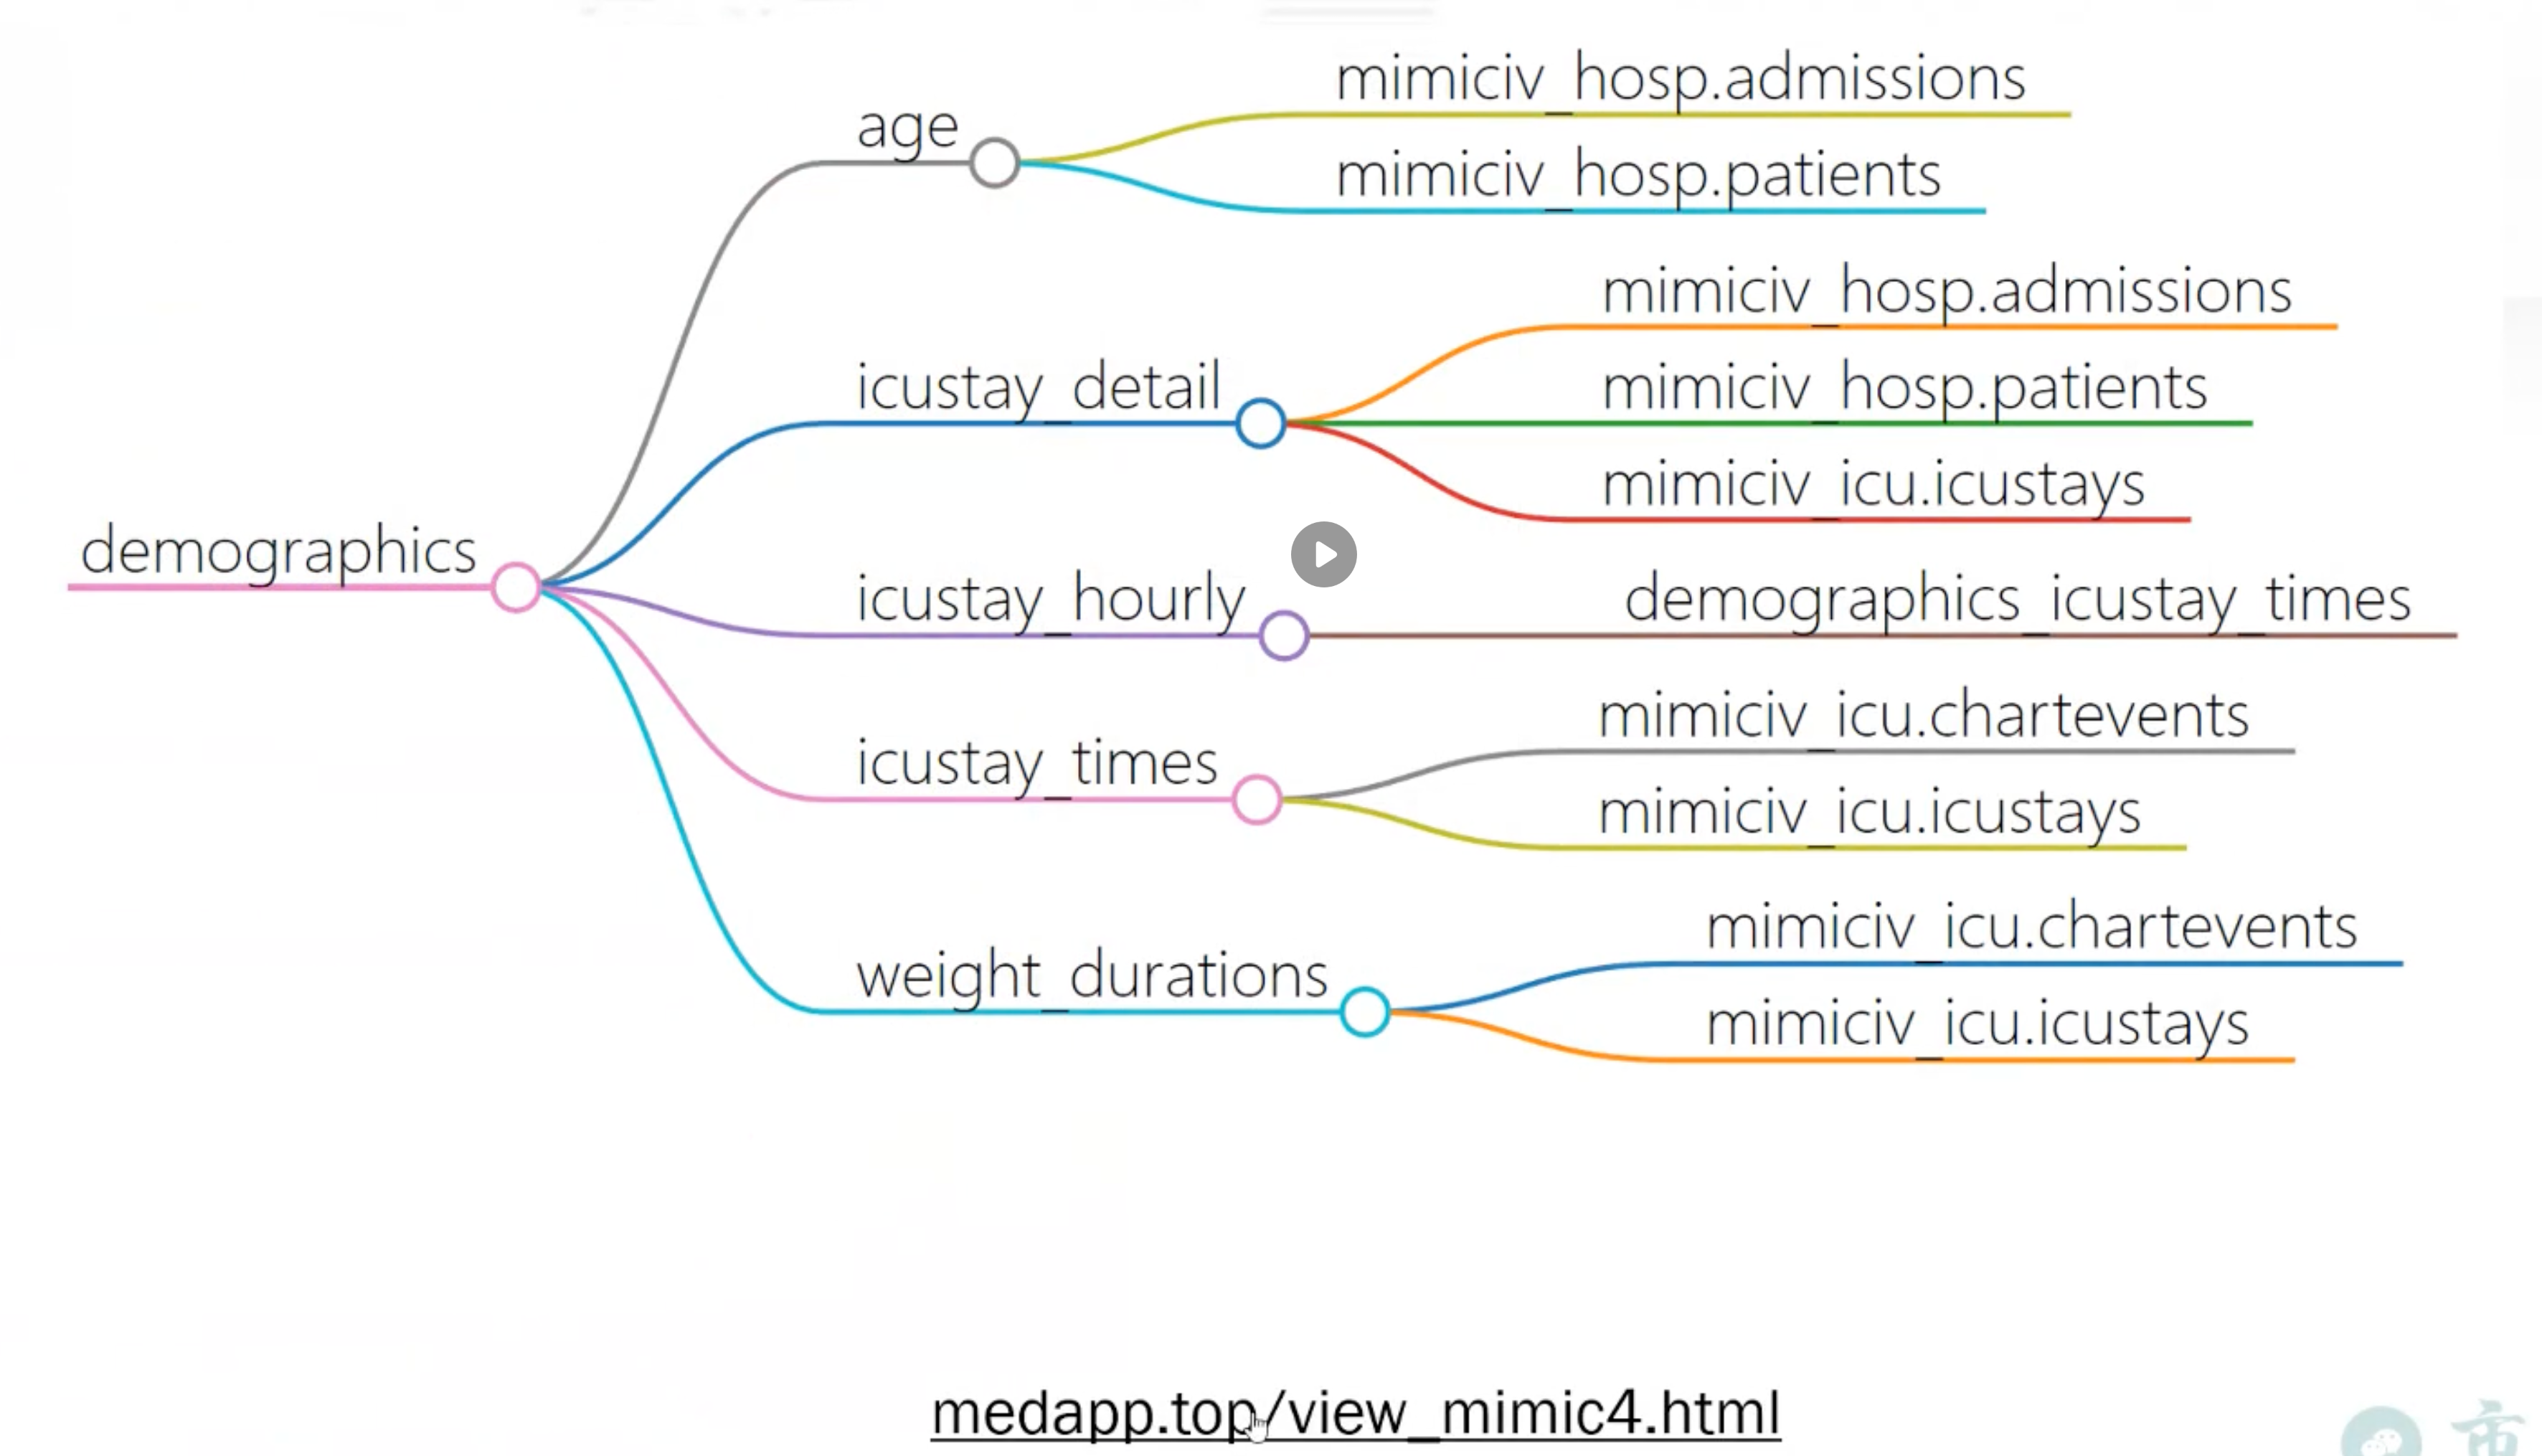 demographics
age
mimiciv_hosp.admissions
mimiciv_hosp.patients
icustay_detail
mimiciv_hosp.admissions
mimiciv_hosp.patients
mimiciv_icu.icustays
icustay_hourly
demographics_icustay_times
icustay_times
mimiciv_icu.chartevents
mimiciv_icu.icustays
weight_durations
mimiciv_icu.chartevents
mimiciv_icu.icustays
medapp.top/view_mimic4.html
市